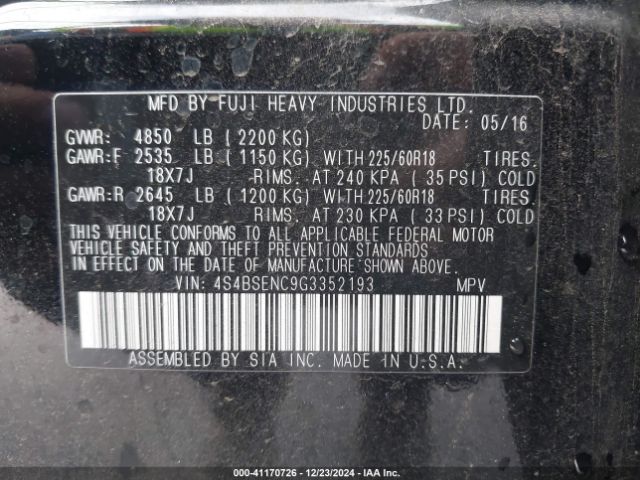 MFD BY FUJI HEAVY INDUSTRIES LTD.
DATE: 05/16
GVWR: 4850 LB (2200 KG)
GAWR:F 2535 LB (1150 KG) WITH 225/60R18 TIRES.
18X7J RIMS. AT 240 KPA (35 PSI) COLD
GAWR:R 2645 LB (1200 KG) WITH 225/60R18 TIRES.
18X7J RIMS. AT 230 KPA (33 PSI) COLD
THIS VEHICLE CONFORMS TO ALL APPLICABLE FEDERAL MOTOR
VEHICLE SAFETY AND THEFT PREVENTION STANDARDS
IN EFFECT ON THE DATE OF MANUFACTURE SHOWN ABOVE.
VIN: 4S4BSENC9G3352193 MPV
ASSEMBLED BY SIA INC. MADE IN U.S.A.
000-41170726 - 12/23/2024 - IAA Inc.